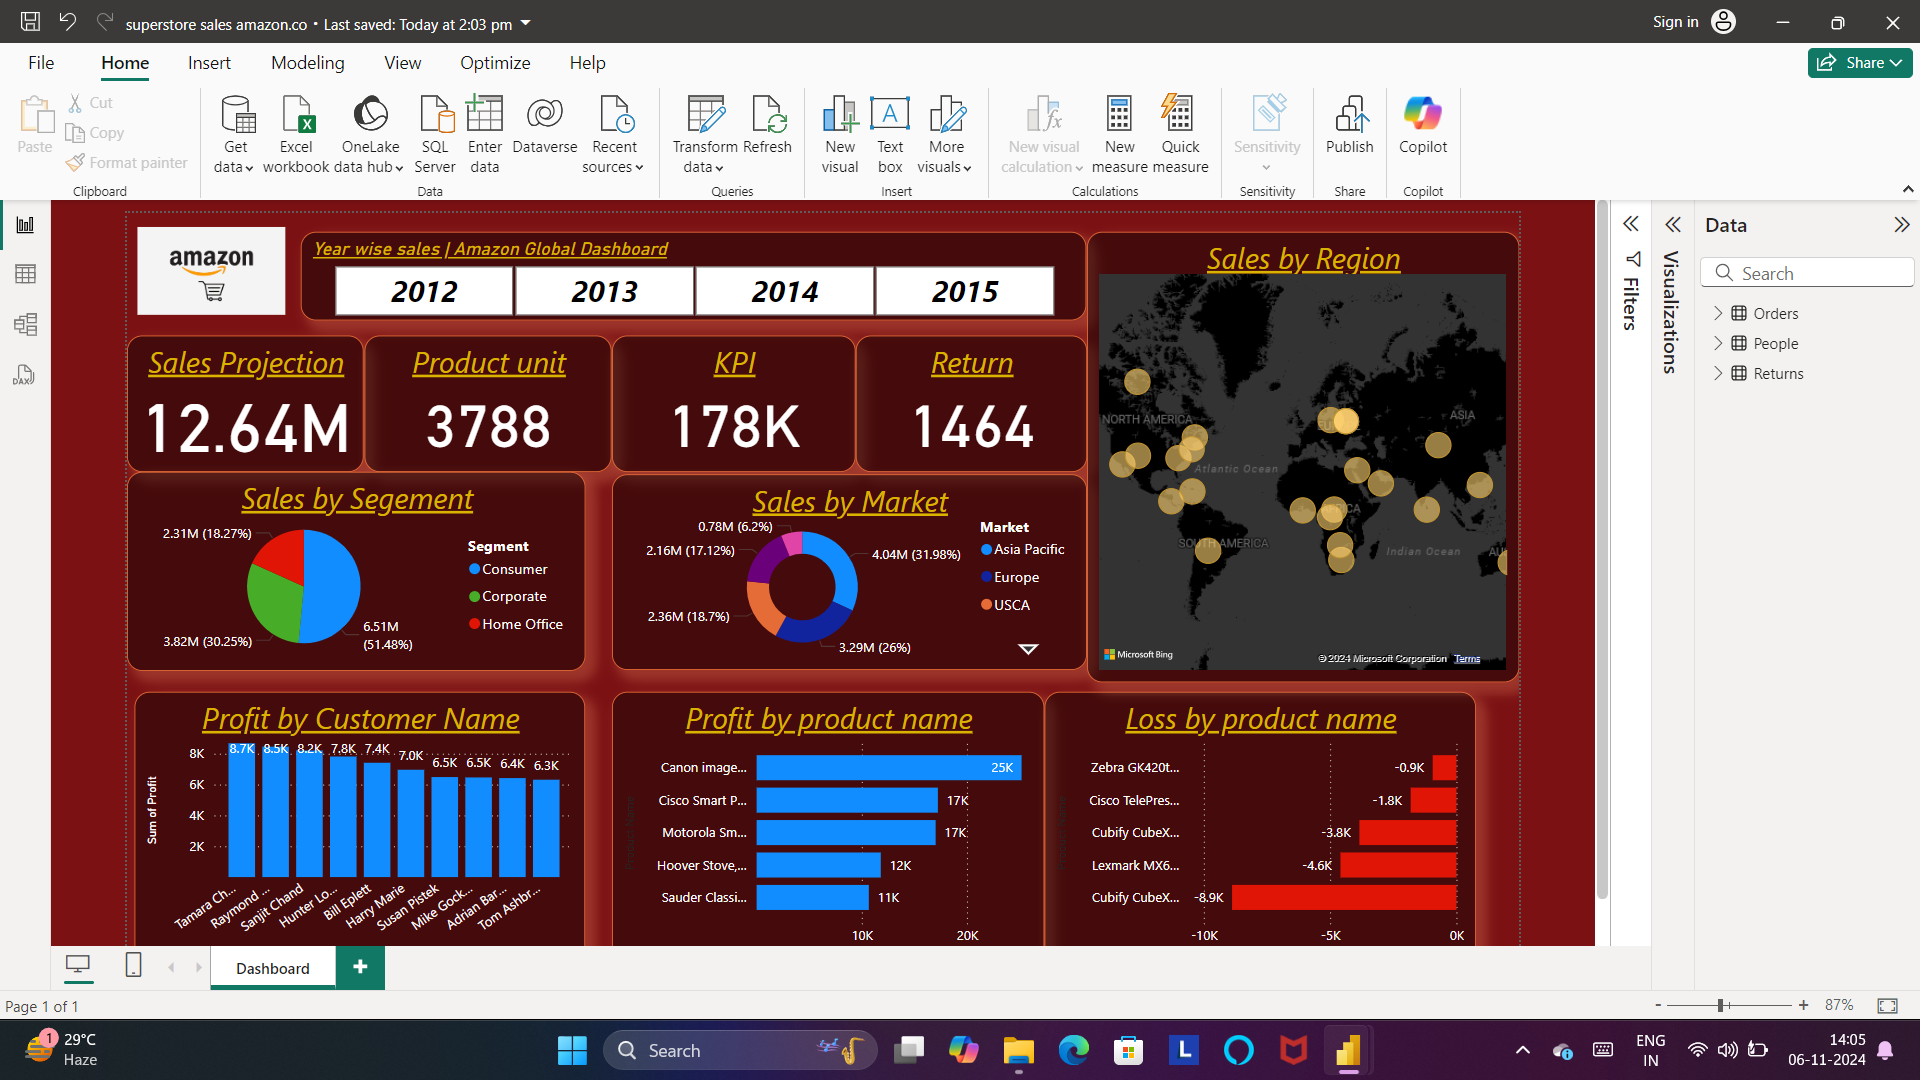 superstore sales amazon.co • Last saved: Today at 2:03 pm
Sign in
File Home Insert Modeling View Optimize Help
Share
Paste
Cut
Copy
Format painter
Clipboard
Get data
Excel workbook
OneLake data hub
SQL Server
Enter data
Dataverse
Recent sources
Data
Transform data
Refresh
Queries
New visual
Text box
More visuals
Insert
New visual calculation
New measure
Quick measure
Calculations
Sensitivity
Sensitivity
Publish
Share
Copilot
Copilot
amazon
Year wise sales | Amazon Global Dashboard
2012 2013 2014 2015
Sales Projection
12.64M
Product unit
3788
KPI
178K
Return
1464
Sales by Region
NORTH AMERICA
ASIA
Atlantic Ocean
SOUTH AMERICA
Indian Ocean
AU
Microsoft Bing
© 2024 Microsoft Corporation Terms
Sales by Segement
2.31M (18.27%)
3.82M (30.25%)
6.51M
(51.48%)
Segment
Consumer
Corporate
Home Office
Sales by Market
0.78M (6.2%)
2.16M (17.12%)
2.36M (18.7%)
4.04M (31.98%)
3.29M (26%)
Market
Asia Pacific
Europe
USCA
Profit by Customer Name
Sum of Profit
8K
6K
4K
2K
8.7K 8.5K 8.2K 7.8K 7.4K 7.0K 6.5K 6.5K 6.4K 6.3K
Tamara Ch...
Raymond ...
Sanjit Chand
Hunter Lo...
Bill Eplett
Harry Marie
Susan Pistek
Mike Gock...
Adrian Bar...
Tom Ashbr...
Profit by product name
Product Name
Canon image... 25K
Cisco Smart P... 17K
Motorola Sm... 17K
Hoover Stove,... 12K
Sauder Classi... 11K
10K 20K
Loss by product name
Product Name
Zebra GK420t... -0.9K
Cisco TelePres... -1.8K
Cubify CubeX... -3.8K
Lexmark MX6... -4.6K
Cubify CubeX... -8.9K
-10K -5K 0K
Filters
Visualizations
Data
Search
Orders
People
Returns
DAX
Dashboard
Page 1 of 1
- + 87%
1
29°C
Haze
Search
L
ENG
IN
14:05
06-11-2024